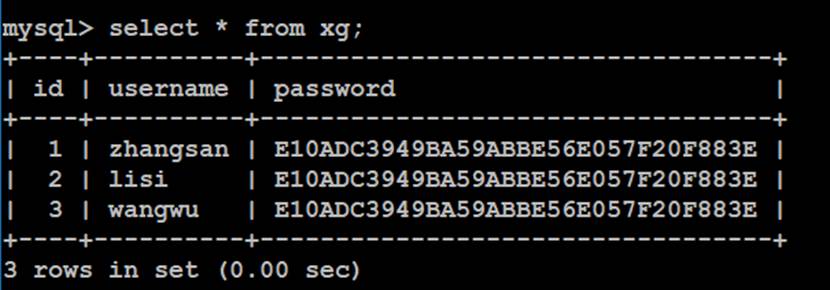 mysql> select * from xg;
+----+----------+----------------------------------+
| id | username | password                         |
+----+----------+----------------------------------+
|  1 | zhangsan | E10ADC3949BA59ABBE56E057F20F883E |
|  2 | lisi     | E10ADC3949BA59ABBE56E057F20F883E |
|  3 | wangwu   | E10ADC3949BA59ABBE56E057F20F883E |
+----+----------+----------------------------------+
3 rows in set (0.00 sec)